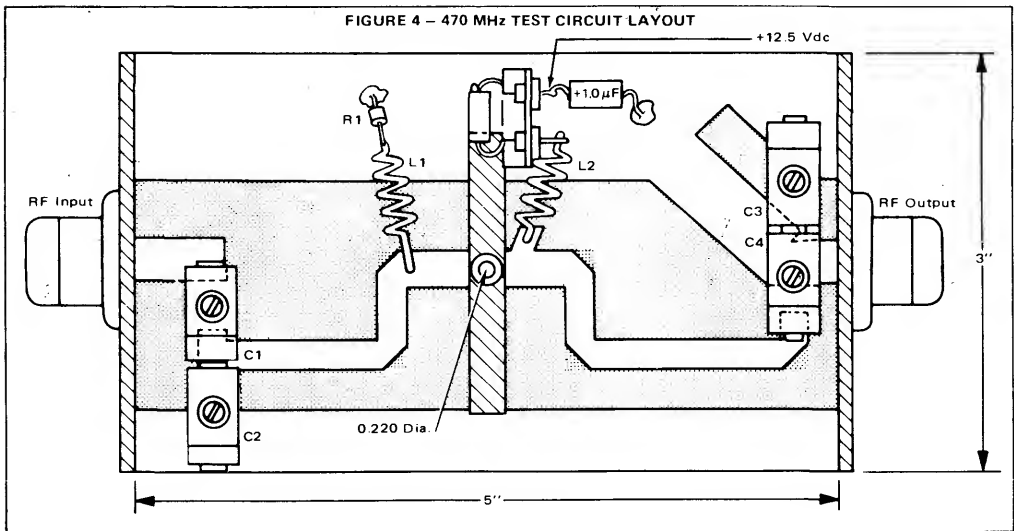 FIGURE 4 – 470 MHz TEST CIRCUIT LAYOUT
+12.5 Vdc
+1.0 µF
R1
L1
L2
RF Input
C3
RF Output
C4
3"
C1
C2
0.220 Dia.
5"